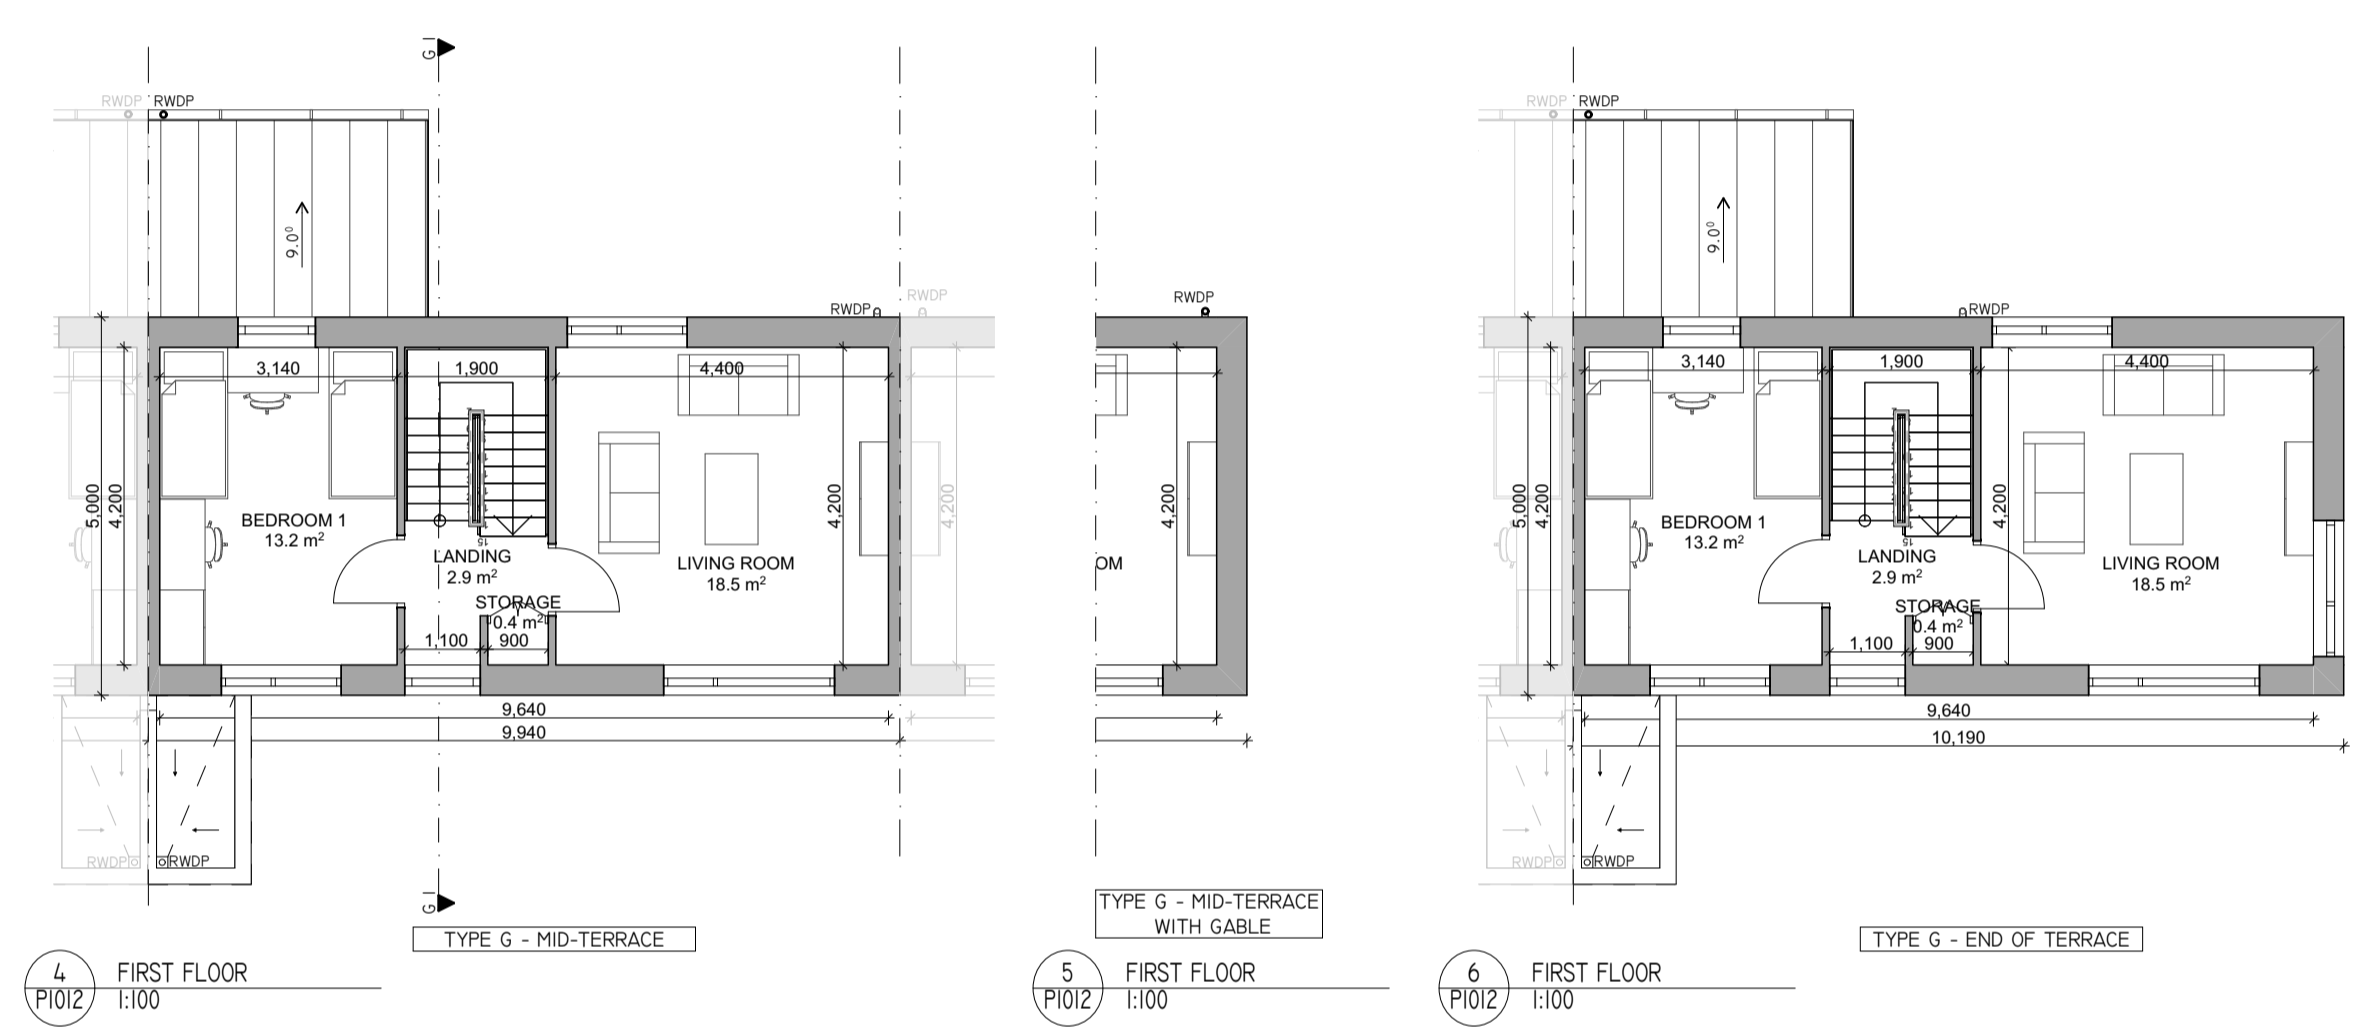 G
RWDP RWDP
9.0⁰
RWDP
RWDP
3,140
1,900
4,400
5,000
4,200
4,200
4,200
BEDROOM 1
13.2 m²
LANDING
2.9 m²
15
STORAGE
0.4 m²
LIVING ROOM
18.5 m²
1,100
900
9,640
9,940
RWDP RWDP
G
TYPE G - MID-TERRACE
4
P1012
FIRST FLOOR
1:100
RWDP
4,200
OM
TYPE G - MID-TERRACE
WITH GABLE
5
P1012
FIRST FLOOR
1:100
RWDP RWDP
9.0⁰
RWDP
3,140
1,900
4,400
5,000
4,200
4,200
BEDROOM 1
13.2 m²
LANDING
2.9 m²
15
STORAGE
0.4 m²
LIVING ROOM
18.5 m²
1,100
900
9,640
10,190
RWDP RWDP
TYPE G - END OF TERRACE
6
P1012
FIRST FLOOR
1:100